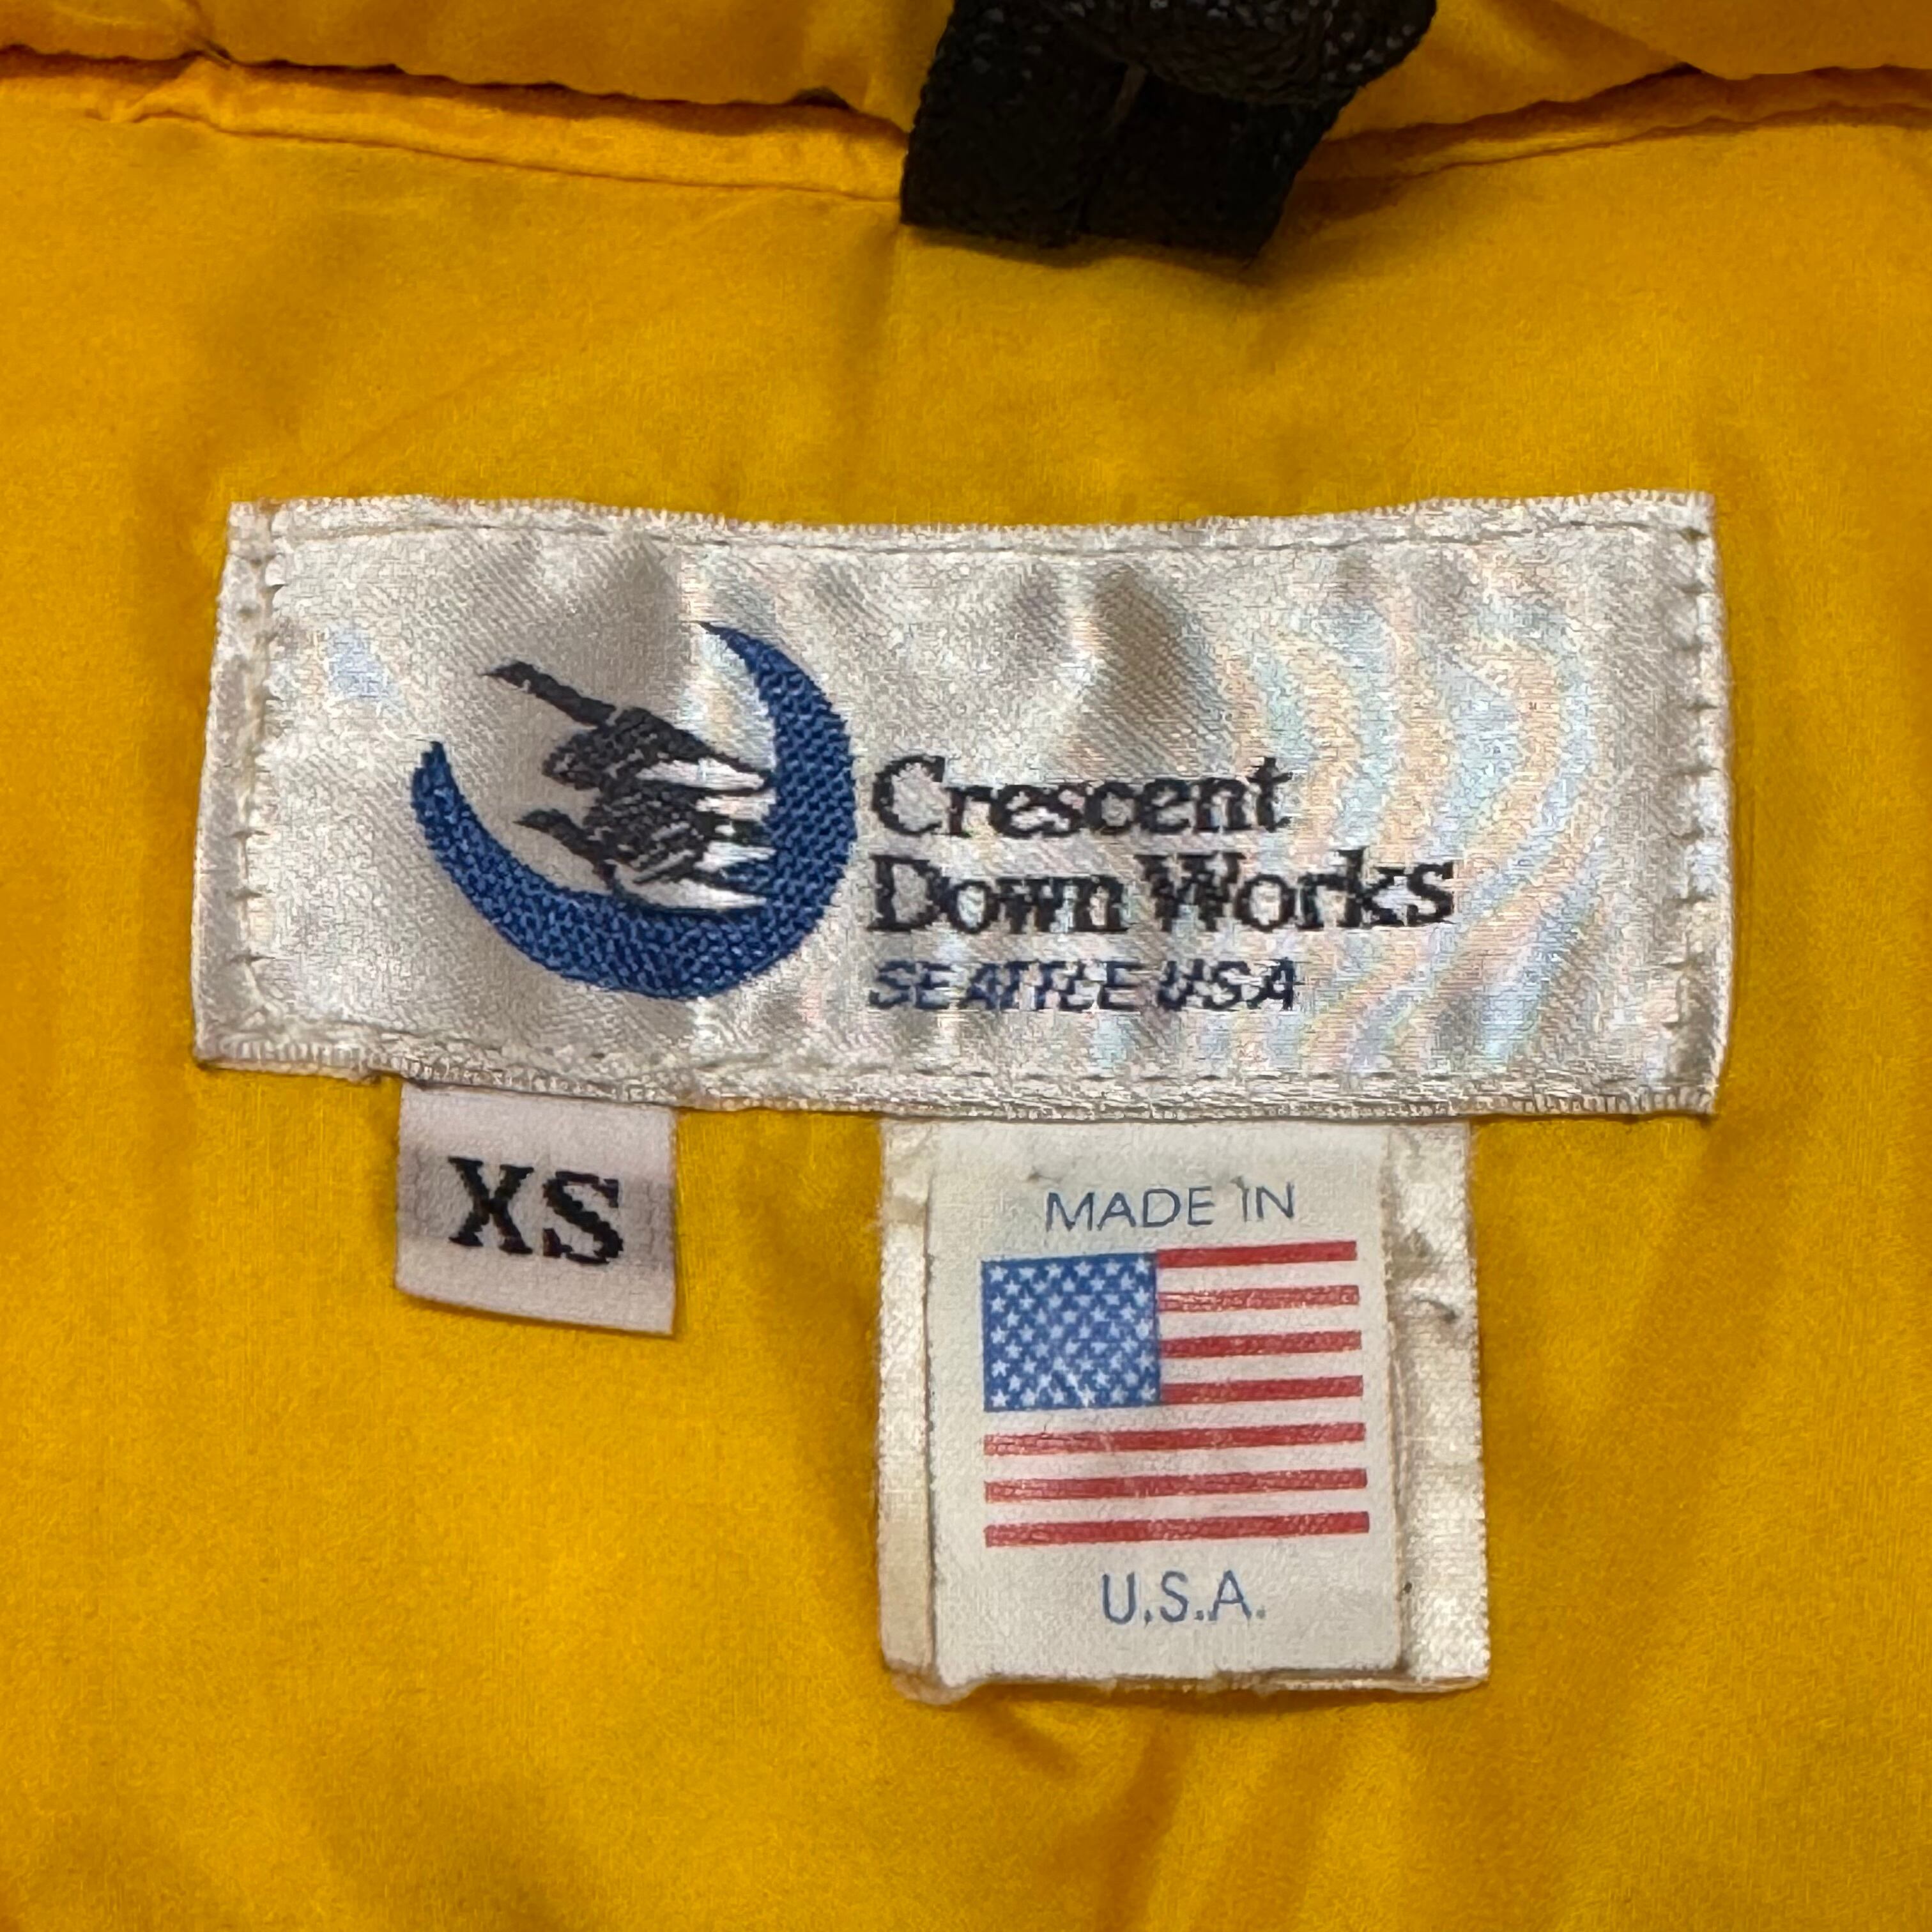 Crescent
Down Works
SEATTLE USA
XS
MADE IN
U.S.A.